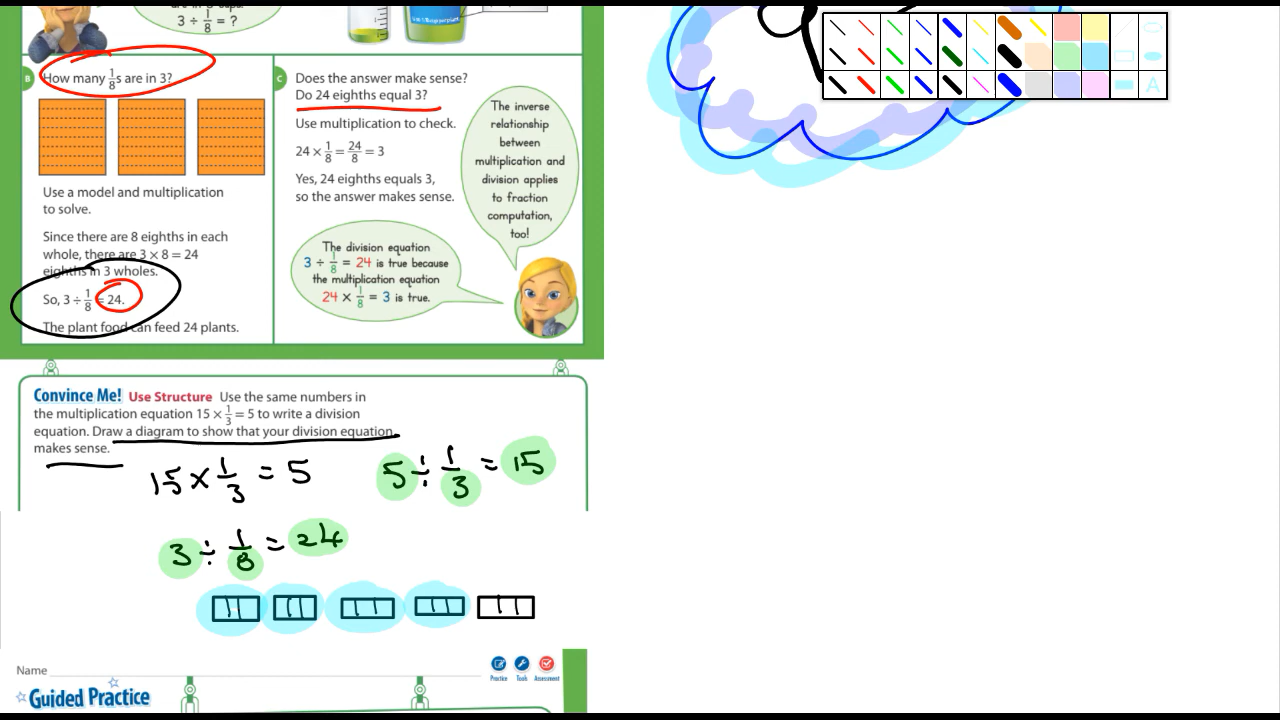 are in 3 cups.
3 ÷ 1/8 = ?
B
How many 1/8s are in 3?
Use a model and multiplication
to solve.
Since there are 8 eighths in each
whole, there are 3 × 8 = 24
eighths in 3 wholes.
So, 3 ÷ 1/8 = 24.
The plant food can feed 24 plants.
C
Does the answer make sense?
Do 24 eighths equal 3?
Use multiplication to check.
24 × 1/8 = 24/8 = 3
Yes, 24 eighths equals 3,
so the answer makes sense.
The inverse
relationship
between
multiplication and
division applies
to fraction
computation,
too!
The division equation
3 ÷ 1/8 = 24 is true because
the multiplication equation
24 × 1/8 = 3 is true.
Convince Me! Use Structure Use the same numbers in
the multiplication equation 15 × 1/3 = 5 to write a division
equation. Draw a diagram to show that your division equation
makes sense.
15 × 1/3 = 5
5 ÷ 1/3 = 15
3 ÷ 1/8 = 24
Name
Practice Tools Assessment
Guided Practice
A